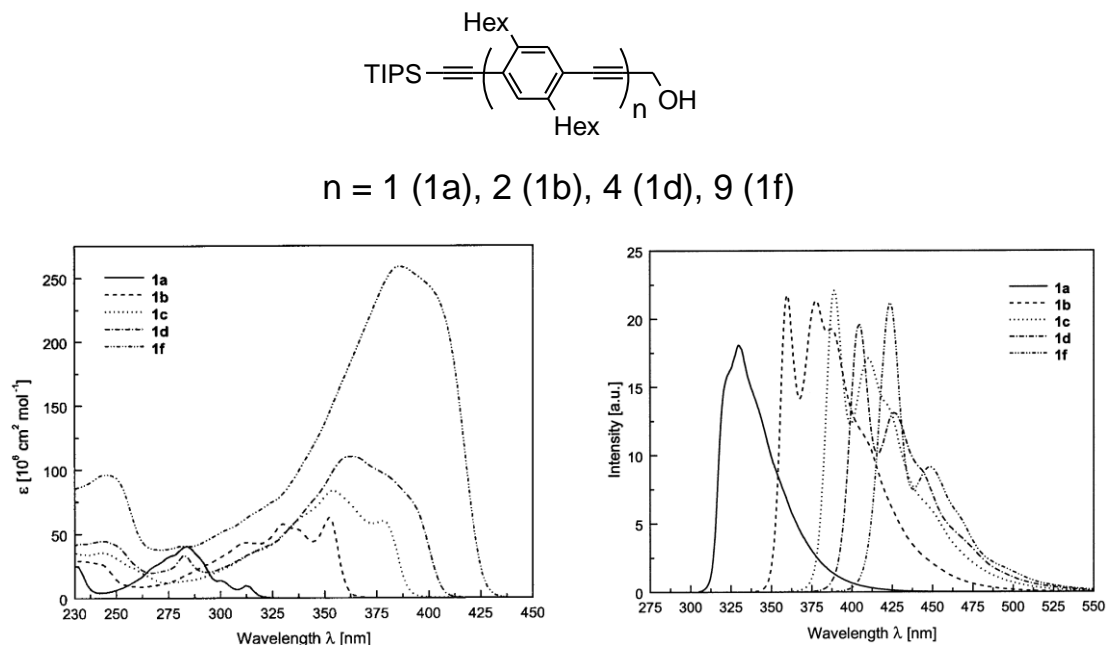 Hex
TIPS
n
OH
Hex
n = 1 (1a), 2 (1b), 4 (1d), 9 (1f)
250
200
150
100
50
0
ε [10⁶ cm² mol⁻¹]
1a
1b
1c
1d
1f
230 250 275 300 325 350 375 400 425 450
Wavelength λ [nm]
25
20
15
10
5
0
Intensity [a.u.]
1a
1b
1c
1d
1f
275 300 325 350 375 400 425 450 475 500 525 550
Wavelength λ [nm]